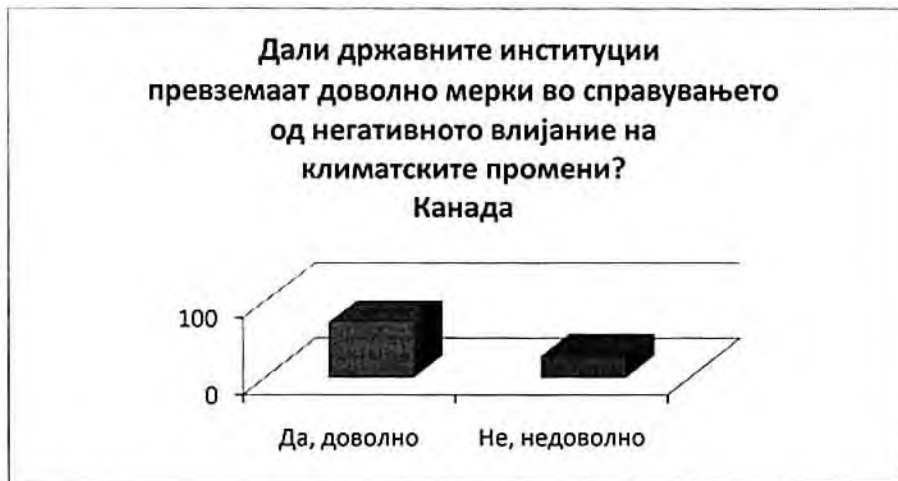 Дали државните институции
превземаат доволно мерки во справувањето
од негативното влијание на
климатските промени?
Канада
100
0
Да, доволно Не, недоволно